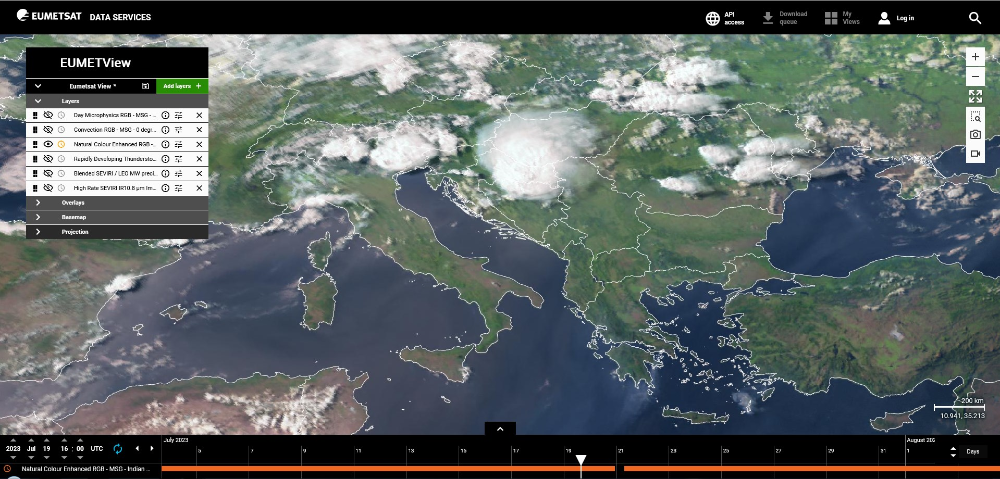 EUMETSAT DATA SERVICES
API access
Download queue
My Views
Log in
EUMETView
Eumetsat View *
Add layers +
Layers
Day Microphysics RGB - MSG - ...
Convection RGB - MSG - 0 degr...
Natural Colour Enhanced RGB -...
Rapidly Developing Thundersto...
Blended SEVIRI / LEO MW preci...
High Rate SEVIRI IR10.8 µm Im...
Overlays
Basemap
Projection
200 km
10.941, 35.213
July 2023
August 202
2023 Jul 19 16 : 00 UTC
5 7 9 11 13 15 17 19 21 23 25 27 29 31 1
Days
Natural Colour Enhanced RGB - MSG - Indian ...